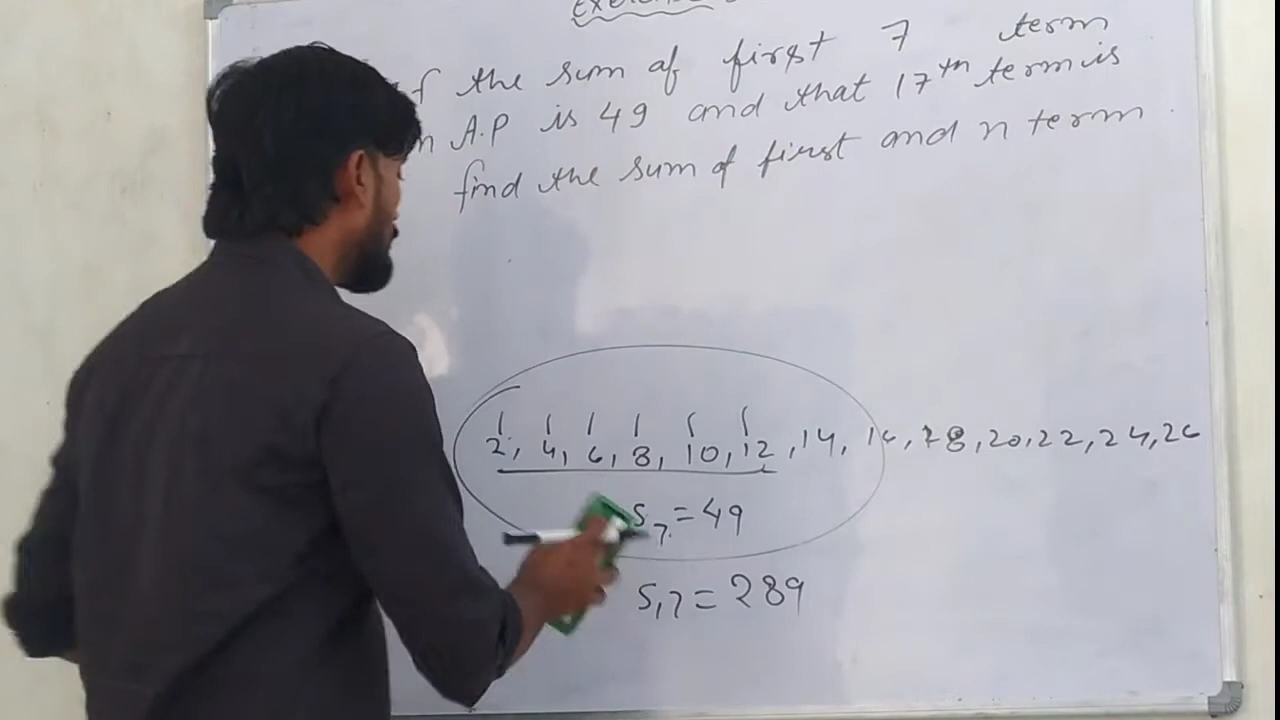 Exercise
f the sum of first 7 term
n A.P is 49 and that 17th term is
find the sum of first and n term
2, 4, 6, 8, 10, 12, 14, 16, 18, 20, 22, 24, 26
S7 = 49
S17 = 289